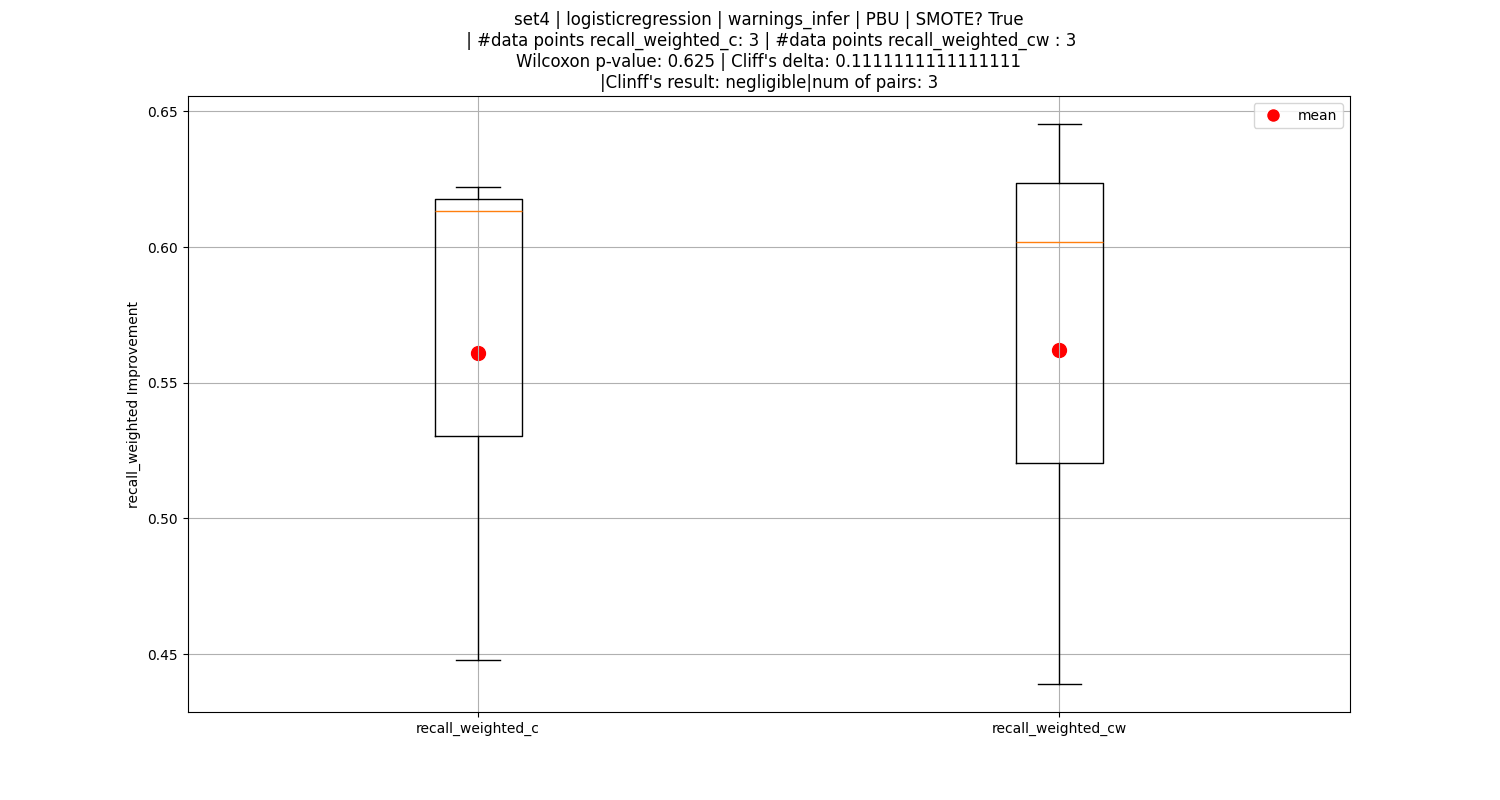 set4 | logisticregression | warnings_infer | PBU | SMOTE? True
| #data points recall_weighted_c: 3 | #data points recall_weighted_cw : 3
Wilcoxon p-value: 0.625 | Cliff's delta: 0.1111111111111111
|Clinff's result: negligible|num of pairs: 3
mean
recall_weighted Improvement
0.65
0.60
0.55
0.50
0.45
recall_weighted_c
recall_weighted_cw